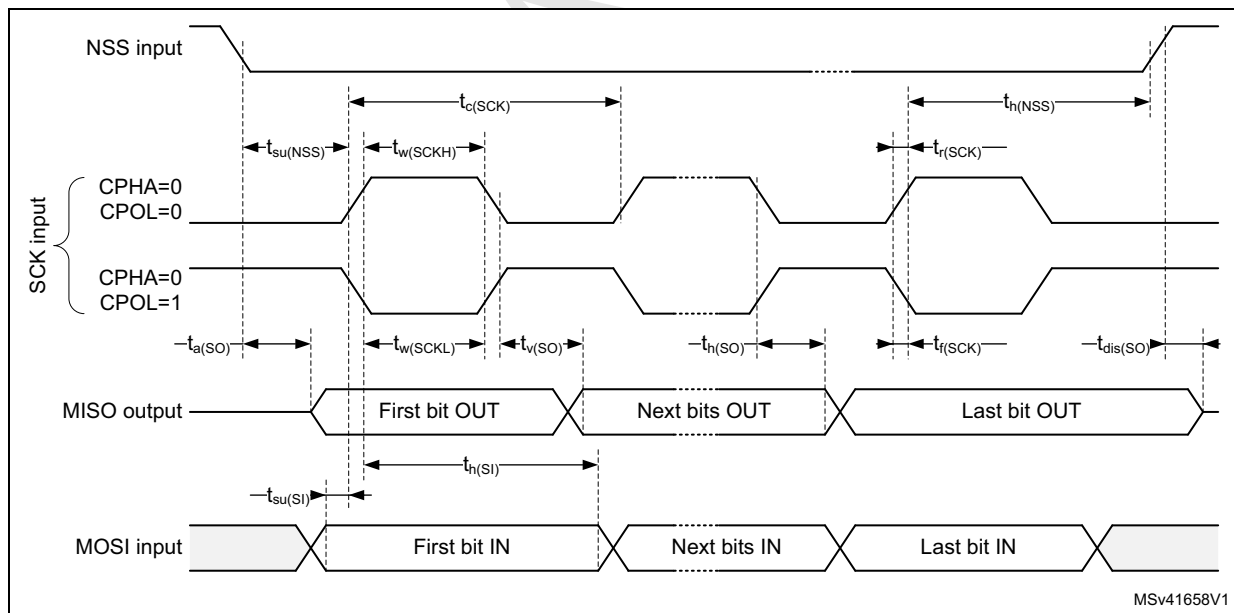 NSS input
tc(SCK)
th(NSS)
tsu(NSS)
tw(SCKH)
tr(SCK)
SCK input
CPHA=0
CPOL=0
CPHA=0
CPOL=1
ta(SO)
tw(SCKL)
tv(SO)
th(SO)
tf(SCK)
tdis(SO)
MISO output
First bit OUT
Next bits OUT
Last bit OUT
th(SI)
tsu(SI)
MOSI input
First bit IN
Next bits IN
Last bit IN
MSv41658V1